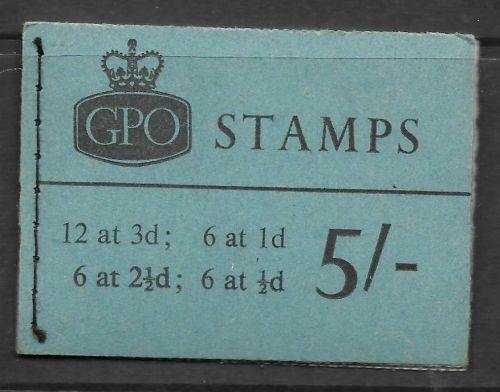 GPO STAMPS
12 at 3d; 6 at 1d
6 at 2½d; 6 at ½d
5/-